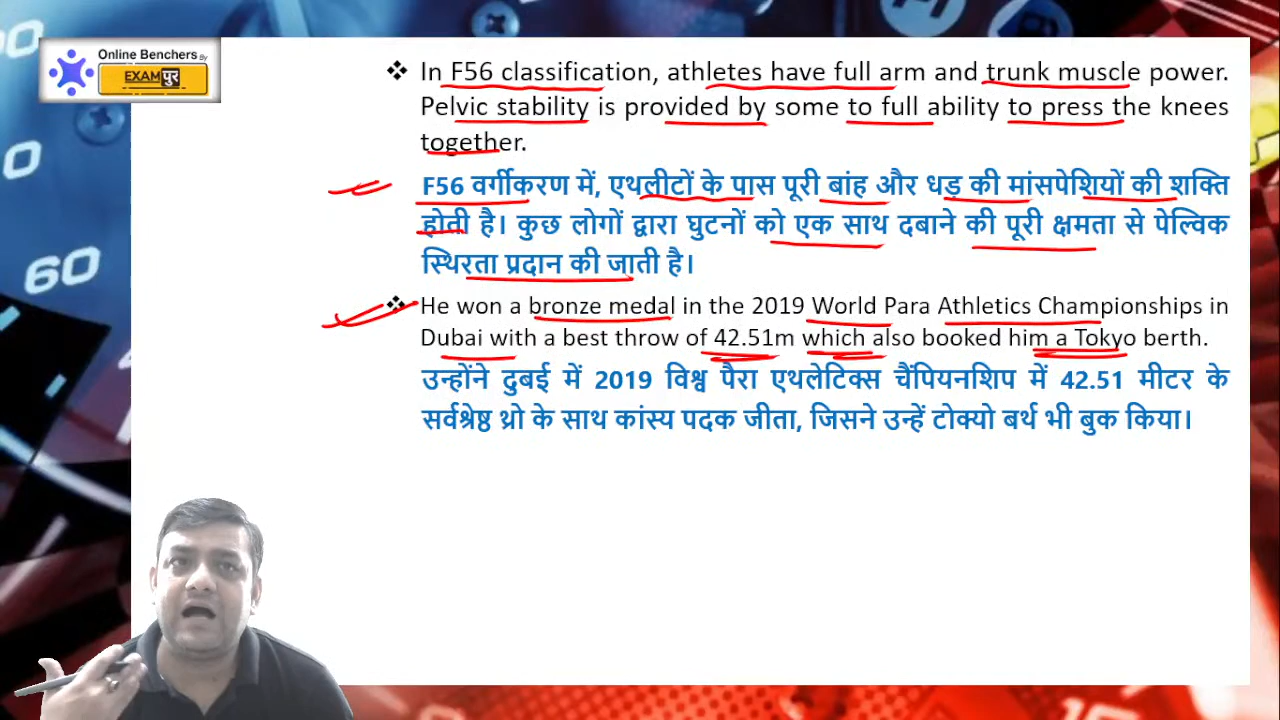 Online Benchers By
EXAMपुर
❖ In F56 classification, athletes have full arm and trunk muscle power.
Pelvic stability is provided by some to full ability to press the knees
together.
F56 वर्गीकरण में, एथलीटों के पास पूरी बांह और धड़ की मांसपेशियों की शक्ति
होती है। कुछ लोगों द्वारा घुटनों को एक साथ दबाने की पूरी क्षमता से पेल्विक
स्थिरता प्रदान की जाती है।
❖ He won a bronze medal in the 2019 World Para Athletics Championships in
Dubai with a best throw of 42.51m which also booked him a Tokyo berth.
उन्होंने दुबई में 2019 विश्व पैरा एथलेटिक्स चैंपियनशिप में 42.51 मीटर के
सर्वश्रेष्ठ थ्रो के साथ कांस्य पदक जीता, जिसने उन्हें टोक्यो बर्थ भी बुक किया।
0
60